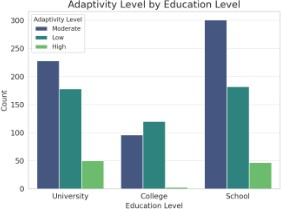 Adaptivity Level by Education Level
Adaptivity Level
Moderate
Low
High
300
250
200
150
100
50
0
Count
University College School
Education Level